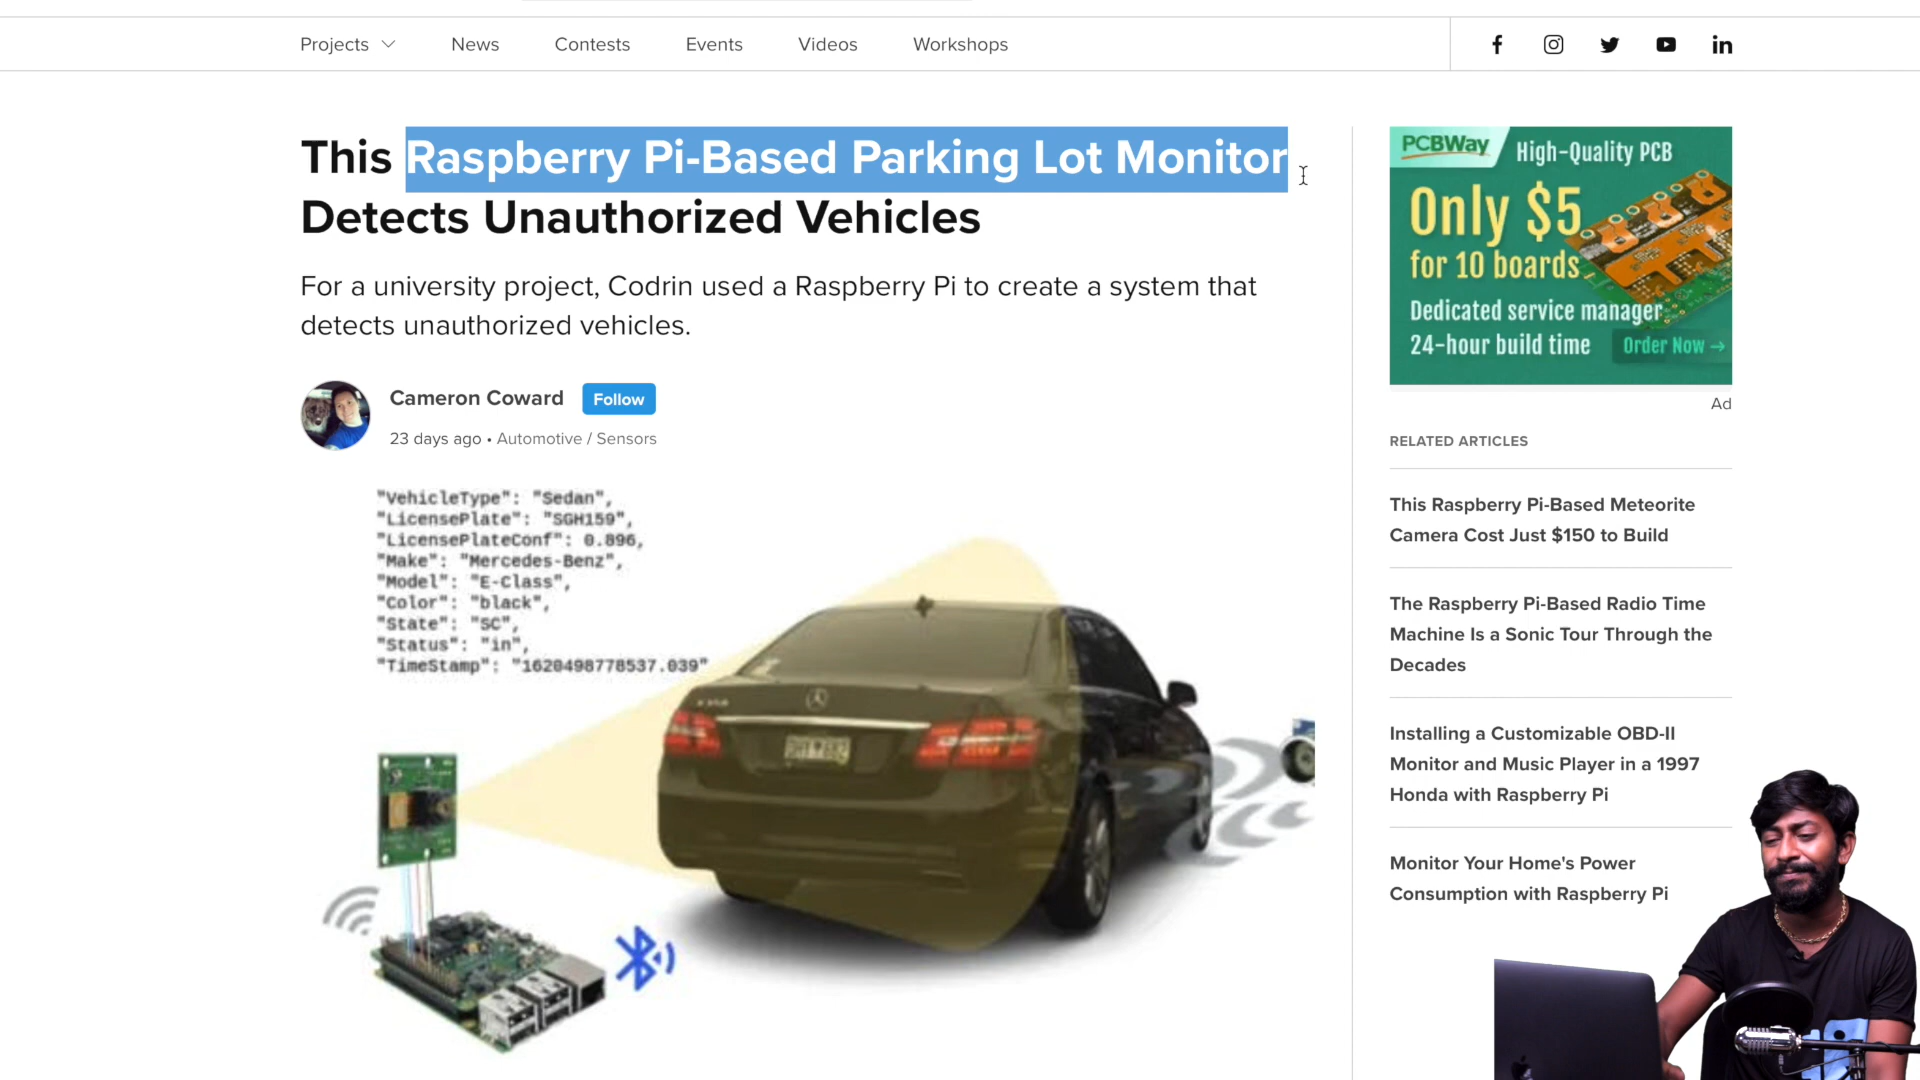 Projects
News
Contests
Events
Videos
Workshops
This Raspberry Pi-Based Parking Lot Monitor
Detects Unauthorized Vehicles
For a university project, Codrin used a Raspberry Pi to create a system that
detects unauthorized vehicles.
Cameron Coward
Follow
23 days ago • Automotive / Sensors
"VehicleType": "Sedan",
"LicensePlate": "SGH159",
"LicensePlateConf": 0.896,
"Make": "Mercedes-Benz",
"Model": "E-Class",
"Color": "black",
"State": "SC",
"Status": "in",
"TimeStamp": "1620498778537.039"
PCBWay
High-Quality PCB
Only $5
for 10 boards
Dedicated service manager
24-hour build time
Order Now →
Ad
RELATED ARTICLES
This Raspberry Pi-Based Meteorite
Camera Cost Just $150 to Build
The Raspberry Pi-Based Radio Time
Machine Is a Sonic Tour Through the
Decades
Installing a Customizable OBD-II
Monitor and Music Player in a 1997
Honda with Raspberry Pi
Monitor Your Home's Power
Consumption with Raspberry Pi